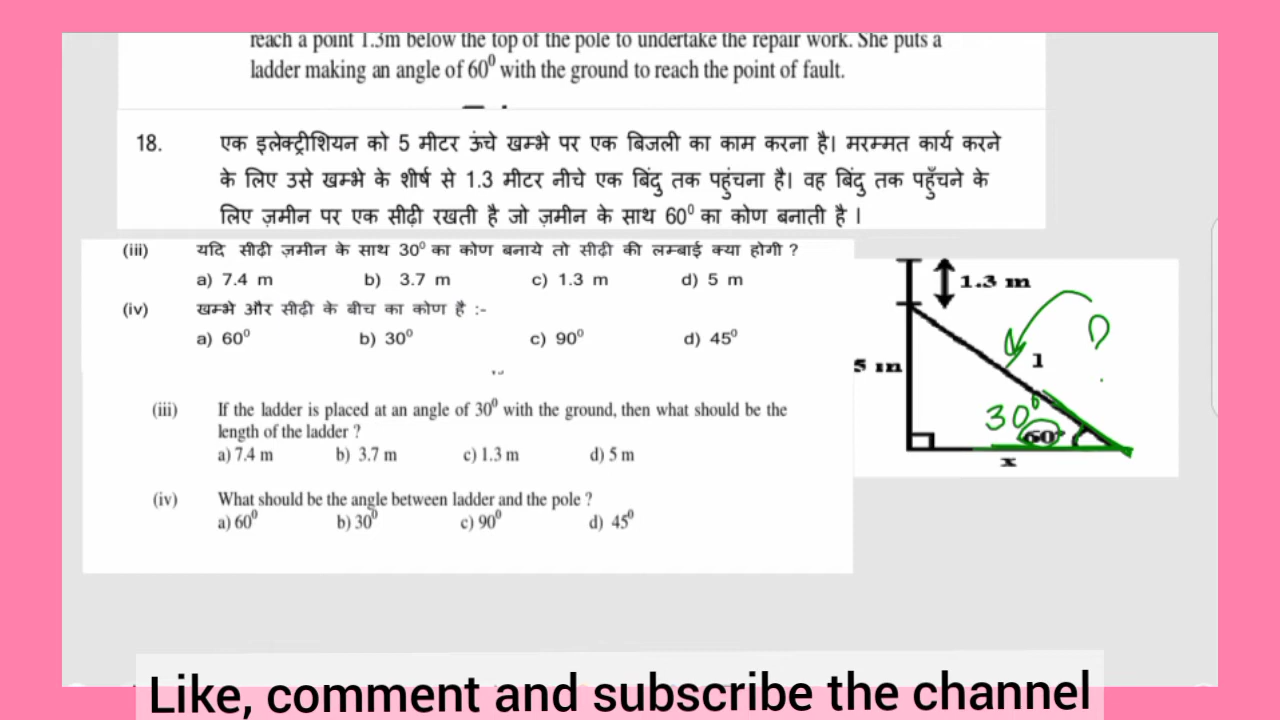 reach a point 1.3m below the top of the pole to undertake the repair work. She puts a
ladder making an angle of 60⁰ with the ground to reach the point of fault.
18. एक इलेक्ट्रीशियन को 5 मीटर ऊंचे खम्भे पर एक बिजली का काम करना है। मरम्मत कार्य करने
के लिए उसे खम्भे के शीर्ष से 1.3 मीटर नीचे एक बिंदु तक पहुंचना है। वह बिंदु तक पहुँचने के
लिए ज़मीन पर एक सीढ़ी रखती है जो ज़मीन के साथ 60⁰ का कोण बनाती है ।
(iii) यदि सीढ़ी ज़मीन के साथ 30⁰ का कोण बनाये तो सीढ़ी की लम्बाई क्या होगी ?
a) 7.4 m b) 3.7 m c) 1.3 m d) 5 m
(iv) खम्भे और सीढ़ी के बीच का कोण है :-
a) 60⁰ b) 30⁰ c) 90⁰ d) 45⁰
(iii) If the ladder is placed at an angle of 30⁰ with the ground, then what should be the
length of the ladder ?
a) 7.4 m b) 3.7 m c) 1.3 m d) 5 m
(iv) What should be the angle between ladder and the pole ?
a) 60⁰ b) 30⁰ c) 90⁰ d) 45⁰
1.3 m
l
5 m
30⁰
60°
x
Like, comment and subscribe the channel